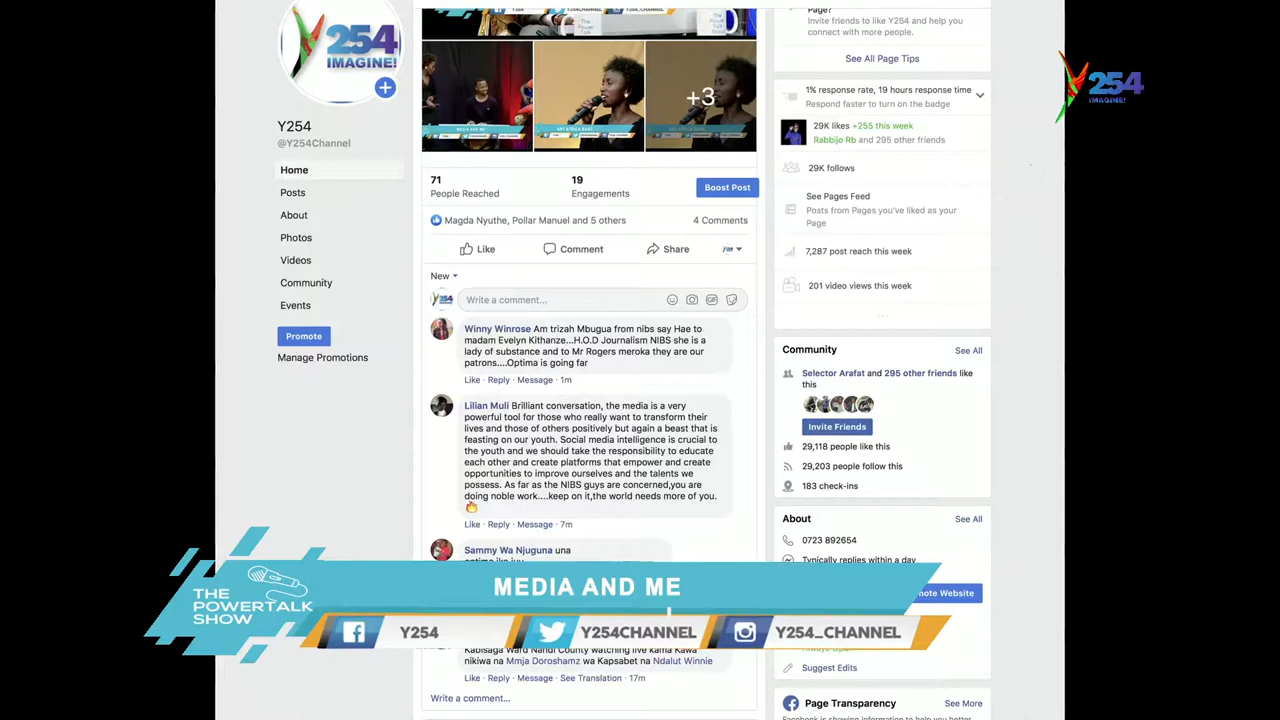 Y254
IMAGINE!
Y254
@Y254Channel
Home
Posts
About
Photos
Videos
Community
Events
Promote
Manage Promotions
+3
71
People Reached
19
Engagements
Boost Post
Magda Nyuthe, Pollar Manuel and 5 others
4 Comments
Like
Comment
Share
New
Write a comment...
Winny Winrose Am trizah Mbugua from nibs say Hae to
madam Evelyn Kithanze...H.O.D Journalism NIBS she is a
lady of substance and to Mr Rogers meroka they are our
patrons....Optima is going far
Like · Reply · Message · 1m
Lilian Muli Brilliant conversation, the media is a very
powerful tool for those who really want to transform their
lives and those of others positively but again a beast that is
feasting on our youth. Social media intelligence is crucial to
the youth and we should take the responsibility to educate
each other and create platforms that empower and create
opportunities to improve ourselves and the talents we
possess. As far as the NIBS guys are concerned,you are
doing noble work....keep on it,the world needs more of you.
Like · Reply · Message · 7m
Sammy Wa Njuguna una
Kabisaga Ward Nandi County watching live kama Kawa
nikiwa na Mmja Doroshamz wa Kapsabet na Ndalut Winnie
Like · Reply · Message · See Translation · 17m
Write a comment...
Page?
Invite friends to like Y254 and help you
connect with more people.
See All Page Tips
1% response rate, 19 hours response time
Respond faster to turn on the badge
29K likes +255 this week
Rabbijo Rb and 295 other friends
29K follows
See Pages Feed
Posts from Pages you've liked as your
Page
7,287 post reach this week
201 video views this week
Community
See All
Selector Arafat and 295 other friends like
this
Invite Friends
29,118 people like this
29,203 people follow this
183 check-ins
About
See All
0723 892654
Typically replies within a day
Website
Suggest Edits
Page Transparency
See More
Facebook is showing information to help you better
Y254
IMAGINE!
THE
POWERTALK
SHOW
MEDIA AND ME
Y254
Y254CHANNEL
Y254_CHANNEL